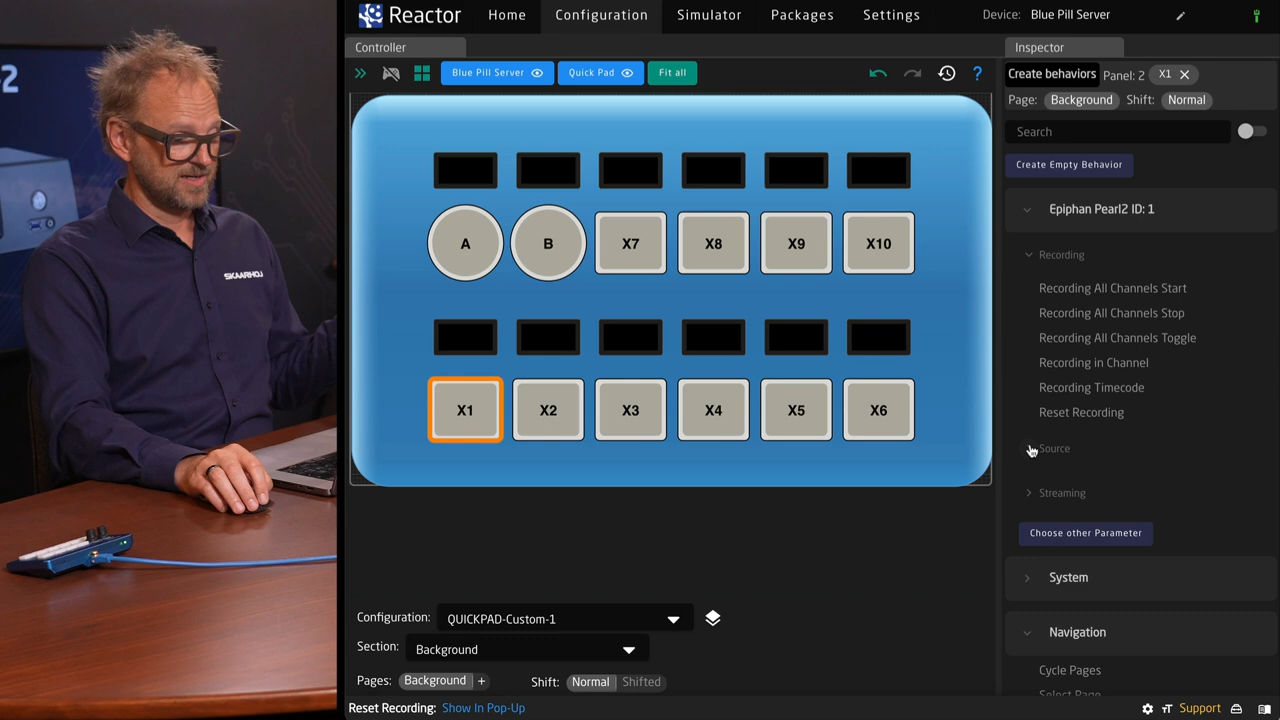 -2
SKAARHOJ
Reactor
Home
Configuration
Simulator
Packages
Settings
Device: Blue Pill Server
Controller
Inspector
Blue Pill Server
Quick Pad
Fit all
?
Create behaviors Panel: 2 X1
Page: Background Shift: Normal
Search
Create Empty Behavior
Epiphan Pearl2 ID: 1
Recording
Recording All Channels Start
Recording All Channels Stop
Recording All Channels Toggle
Recording in Channel
Recording Timecode
Reset Recording
Source
Streaming
Choose other Parameter
System
Navigation
Cycle Pages
Select Page
A B X7 X8 X9 X10
X1 X2 X3 X4 X5 X6
Configuration: QUICKPAD-Custom-1
Section: Background
Pages: Background + Shift: Normal Shifted
Reset Recording: Show In Pop-Up
Support